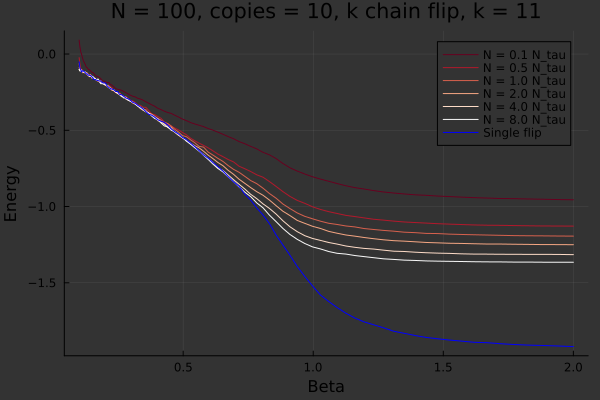 N = 100, copies = 10, k chain flip, k = 11
N = 0.1 N_tau
N = 0.5 N_tau
N = 1.0 N_tau
N = 2.0 N_tau
N = 4.0 N_tau
N = 8.0 N_tau
Single flip
Energy
0.0
−0.5
−1.0
−1.5
0.5
1.0
1.5
2.0
Beta